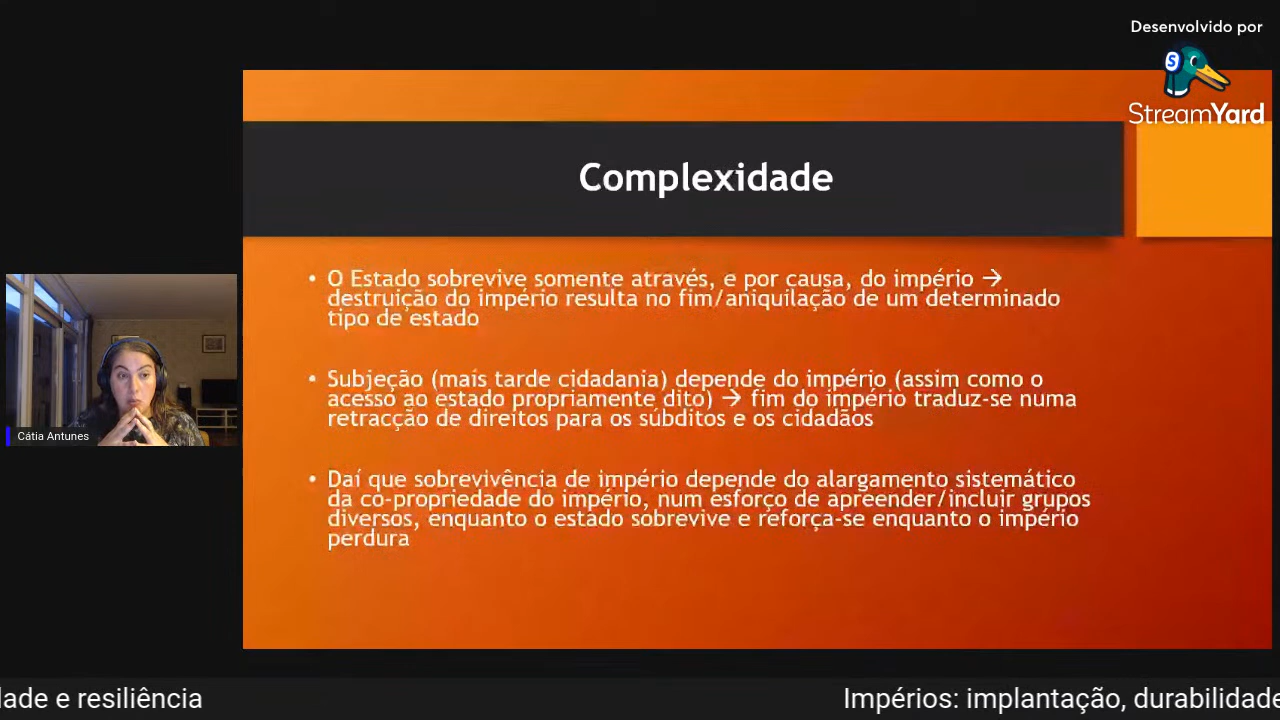 Desenvolvido por
S
StreamYard
Complexidade
• O Estado sobrevive somente através, e por causa, do império →
destruição do império resulta no fim/aniquilação de um determinado
tipo de estado
• Subjeção (mais tarde cidadania) depende do império (assim como o
acesso ao estado propriamente dito) → fim do império traduz-se numa
retracção de direitos para os súbditos e os cidadãos
• Daí que sobrevivência de império depende do alargamento sistemático
da co-propriedade do império, num esforço de apreender/incluir grupos
diversos, enquanto o estado sobrevive e reforça-se enquanto o império
perdura
Cátia Antunes
dade e resiliência
Impérios: implantação, durabilidade